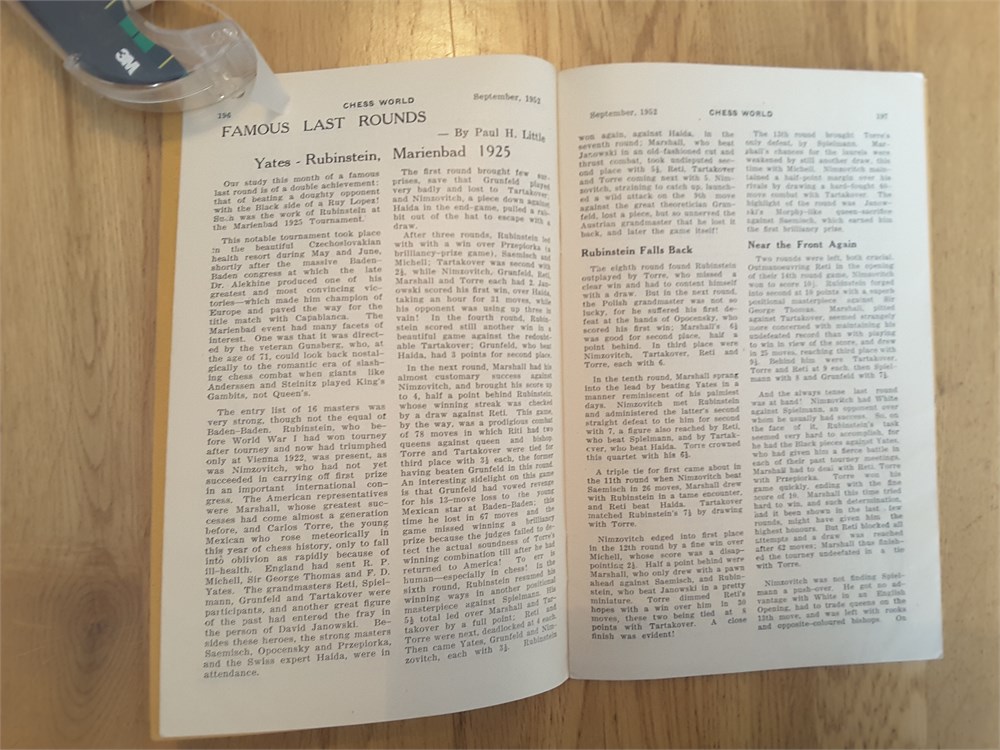 3M
196
CHESS WORLD
September, 1952
FAMOUS LAST ROUNDS
— By Paul H. Little
Yates - Rubinstein, Marienbad 1925
Our study this month of a famous
last round is of a double achievement:
that of beating a doughty opponent
with the Black side of a Ruy Lopez!
Such was the work of Rubinstein at
the Marienbad 1925 Tournament.
This notable tournament took place
in the beautiful Czechoslovakian
health resort during May and June,
shortly after the massive Baden-
Baden congress at which the late
Dr. Alekhine produced one of his
greatest and most convincing vic-
tories—which made him champion of
Europe and paved the way for the
title match with Capablanca. The
Marienbad event had many facets of
interest. One was that it was direct-
ed by the veteran Gunsberg, who, at
the age of 71, could look back nostal-
gically to the romantic era of slash-
ing chess combat when giants like
Anderssen and Steinitz played King's
Gambits, not Queen's.
The entry list of 16 masters was
very strong, though not the equal of
Baden-Baden. Rubinstein, who be-
fore World War I had won tourney
after tourney and now had triumphed
only at Vienna 1922, was present, as
was Nimzovitch, who had not yet
succeeded in carrying off first prize
in an important international con-
gress. The American representatives
were Marshall, whose greatest suc-
cesses had come almost a generation
before, and Carlos Torre, the young
Mexican who rose meteorically in
this year of chess history, only to fall
into oblivion as rapidly because of
ill-health. England had sent R. P.
Michell, Sir George Thomas and F. D.
Yates. The grandmasters Reti, Spiel-
mann, Grunfeld and Tartakover were
participants, and another great figure
of the past had entered the fray in
the person of David Janowski. Be-
sides these heroes, the strong masters
Saemisch, Opocensky and Przepiorka,
and the Swiss expert Haida, were in
attendance.
The first round brought few sur-
prises, save that Grunfeld played
very badly and lost to Tartakover,
and Nimzovitch, a piece down against
Haida in the end-game, pulled a rab-
bit out of the hat to escape with a
draw.
After three rounds, Rubinstein led
with with a win over Przepiorka (a
brilliancy-prize game), Saemisch and
Michell; Tartakover was second with
2½, while Nimzovitch, Grunfeld, Reti,
Marshall and Torre each had 2. Jan-
owski scored his first win, over Haida,
taking an hour for 31 moves, while
his opponent was using up three in
vain! In the fourth round, Rubin-
stein scored still another win in a
beautiful game against the redoubt-
able Tartakover; Grunfeld, who beat
Haida, had 3 points for second place.
In the next round, Marshall had his
almost customary success against
Nimzovitch, and brought his score up
to 4, half a point behind Rubinstein,
whose winning streak was checked
by a draw against Reti. This game,
by the way, was a prodigious combat
of 78 moves in which Riti had two
queens against queen and bishop.
Torre and Tartakover were tied for
third place with 3½ each, the former
having beaten Grunfeld in this round.
An interesting sidelight on this game
is that Grunfeld had vowed revenge
for his 15-move loss to the young
Mexican star at Baden-Baden; this
time he lost in 67 moves and the
game missed winning a brilliancy
prize because the judges failed to de-
tect the actual soundness of Torre's
winning combination till after he had
returned to America! To err is
human—especially in chess! In the
sixth round, Rubinstein resumed his
winning ways in another positional
masterpiece against Spielmann. His
5½ total led over Marshall and Tar-
takover by a full point; Reti and
Torre were next, deadlocked at 4 each.
Then came Yates, Grunfeld and Nim-
zovitch, each with 3½. Rubinstein
September, 1952
CHESS WORLD
197
won again, against Haida, in the
seventh round; Marshall, who beat
Janowski in an old-fashioned cut and
thrust combat, took undisputed sec-
ond place with 5½, Reti, Tartakover
and Torre coming next with 5. Nim-
zovitch, straining to catch up, launch-
ed a wild attack on the 9th move
against the great theoretician Grun-
feld, lost a piece, but so unnerved the
Austrian grandmaster that he lost it
back, and later the game itself!
Rubinstein Falls Back
The eighth round found Rubinstein
outplayed by Torre, who missed a
clear win and had to content himself
with a draw. But in the next round,
the Polish grandmaster was not so
lucky, for he suffered his first de-
feat at the hands of Opocensky, who
scored his first win; Marshall's 6½
was good for second place, half a
point behind. In third place were
Nimzovitch, Tartakover, Reti and
Torre, each with 6.
In the tenth round, Marshall sprang
into the lead by beating Yates in a
manner reminiscent of his palmiest
days. Nimzovitch met Rubinstein
and administered the latter's second
straight defeat to tie him for second
with 7, a figure also reached by Reti,
who beat Spielmann, and by Tartak-
cver, who beat Haida. Torre crowned
this quartet with his 6½.
A triple tie for first came about in
the 11th round when Nimzovitch beat
Saemisch in 26 moves, Marshall drew
with Rubinstein in a tame encounter,
and Reti beat Haida. Tartakover
matched Rubinstein's 7½ by drawing
with Torre.
Nimzovitch edged into first place
in the 12th round by a fine win over
Michell, whose score was a disap-
pointing 2½. Half a point behind were
Marshall, who only drew with a pawn
ahead against Saemisch, and Rubin-
stein, who beat Janowski in a pretty
miniature. Torre dimmed Reti's
hopes with a win over him in 30
moves, these two being tied at 8
points with Tartakover. A close
finish was evident!
The 13th round brought Torre's
only defeat, by Spielmann. Mar-
shall's chances for the laurels were
weakened by still another draw, this
time with Michell. Nimzovitch main-
tained a half-point margin over his
rivals by drawing a hard-fought 40-
move combat with Tartakover. The
highlight of the round was Janow-
ski's Morphy-like queen-sacrifice
against Saemisch, which earned him
the first brilliancy prize.
Near the Front Again
Two rounds were left, both crucial.
Outmanoeuvring Reti in the opening
of their 14th round game, Nimzovitch
won to score 10½. Rubinstein forged
into second at 10 points with a superb
positional masterpiece against Sir
George Thomas. Marshall, pitted
against Tartakover, seemed strangely
more concerned with maintaining his
undefeated record than with playing
to win in view of the score, and drew
in 25 moves, reaching third place with
9½. Behind him were Tartakover,
Torre and Reti at 9 each, then Spiel-
mann with 8 and Grunfeld with 7½.
And the always tense last round
was at hand! Nimzovitch had White
against Spielmann, an opponent over
whom he usually had success. So, on
the face of it, Rubinstein's task
seemed very hard to accomplish, for
he had the Black pieces against Yates,
who had given him a fierce battle in
each of their past tourney meetings.
Marshall had to deal with Reti, Torre
with Przepiorka. Torre won his
game quickly, ending with the fine
score of 10. Marshall this time tried
hard to win, and such determination,
had it been shown in the last few
rounds, might have given him the
highest honours. But Reti blocked all
attempts and a draw was reached
after 62 moves; Marshall thus finish-
ed the tourney undefeated in a tie
with Torre.
Nimzovitch was not finding Spiel-
mann a push-over. He got no ad-
vantage with White in an English
Opening, had to trade queens on the
13th move, and was left with rooks
and opposite-coloured bishops. On